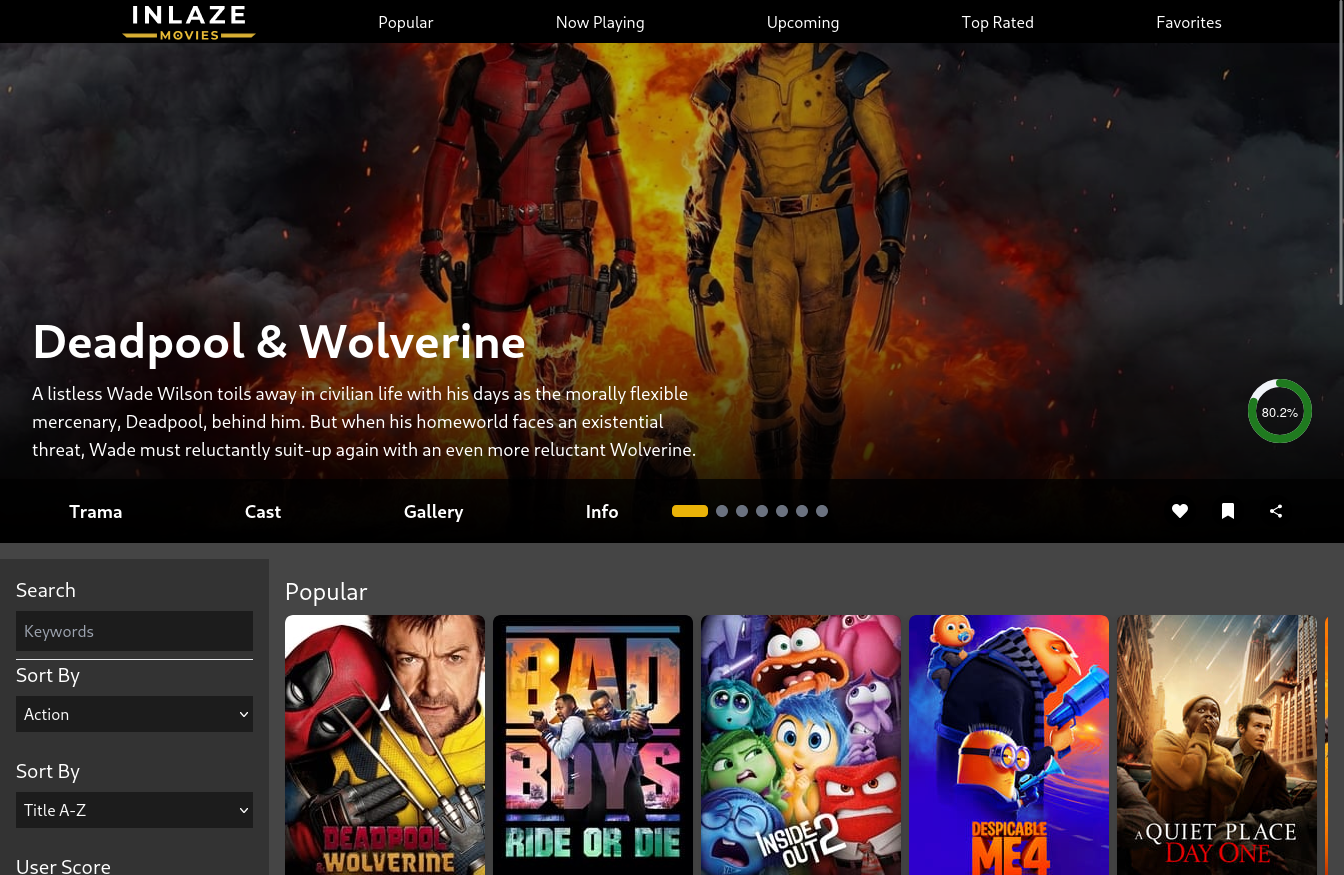 INLAZE
MOVIES
Popular
Now Playing
Upcoming
Top Rated
Favorites
Deadpool & Wolverine
A listless Wade Wilson toils away in civilian life with his days as the morally flexible
mercenary, Deadpool, behind him. But when his homeworld faces an existential
threat, Wade must reluctantly suit-up again with an even more reluctant Wolverine.
80.2%
Trama
Cast
Gallery
Info
Search
Keywords
Sort By
Action
Sort By
Title A-Z
User Score
Popular
DEADPOOL
& WOLVERINE
BAD
BOYS
RIDE OR DIE
INSIDE
OUT 2
DESPICABLE
ME 4
A QUIET PLACE
DAY ONE